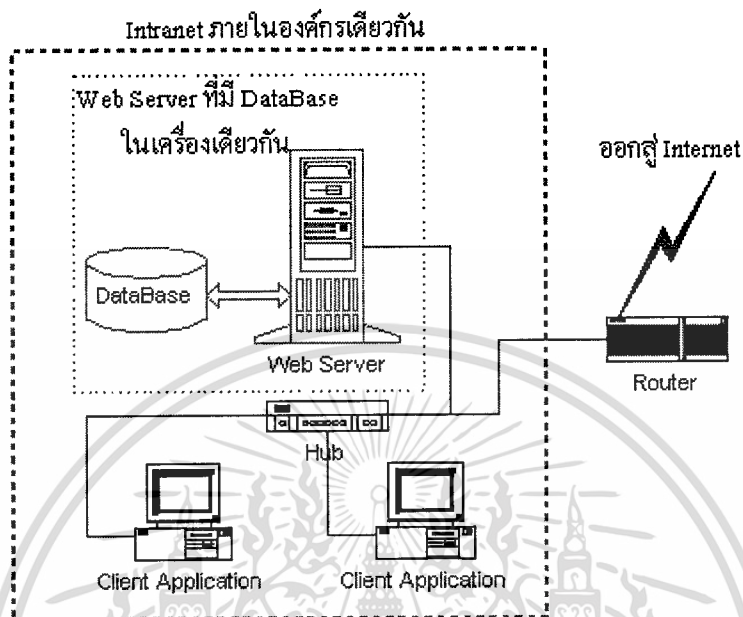 Intranet ภายในองค์กรเดียวกัน
Web Server ที่มี DataBase
ในเครื่องเดียวกัน
ออกสู่ Internet
DataBase
Web Server
Router
Hub
Client Application
Client Application